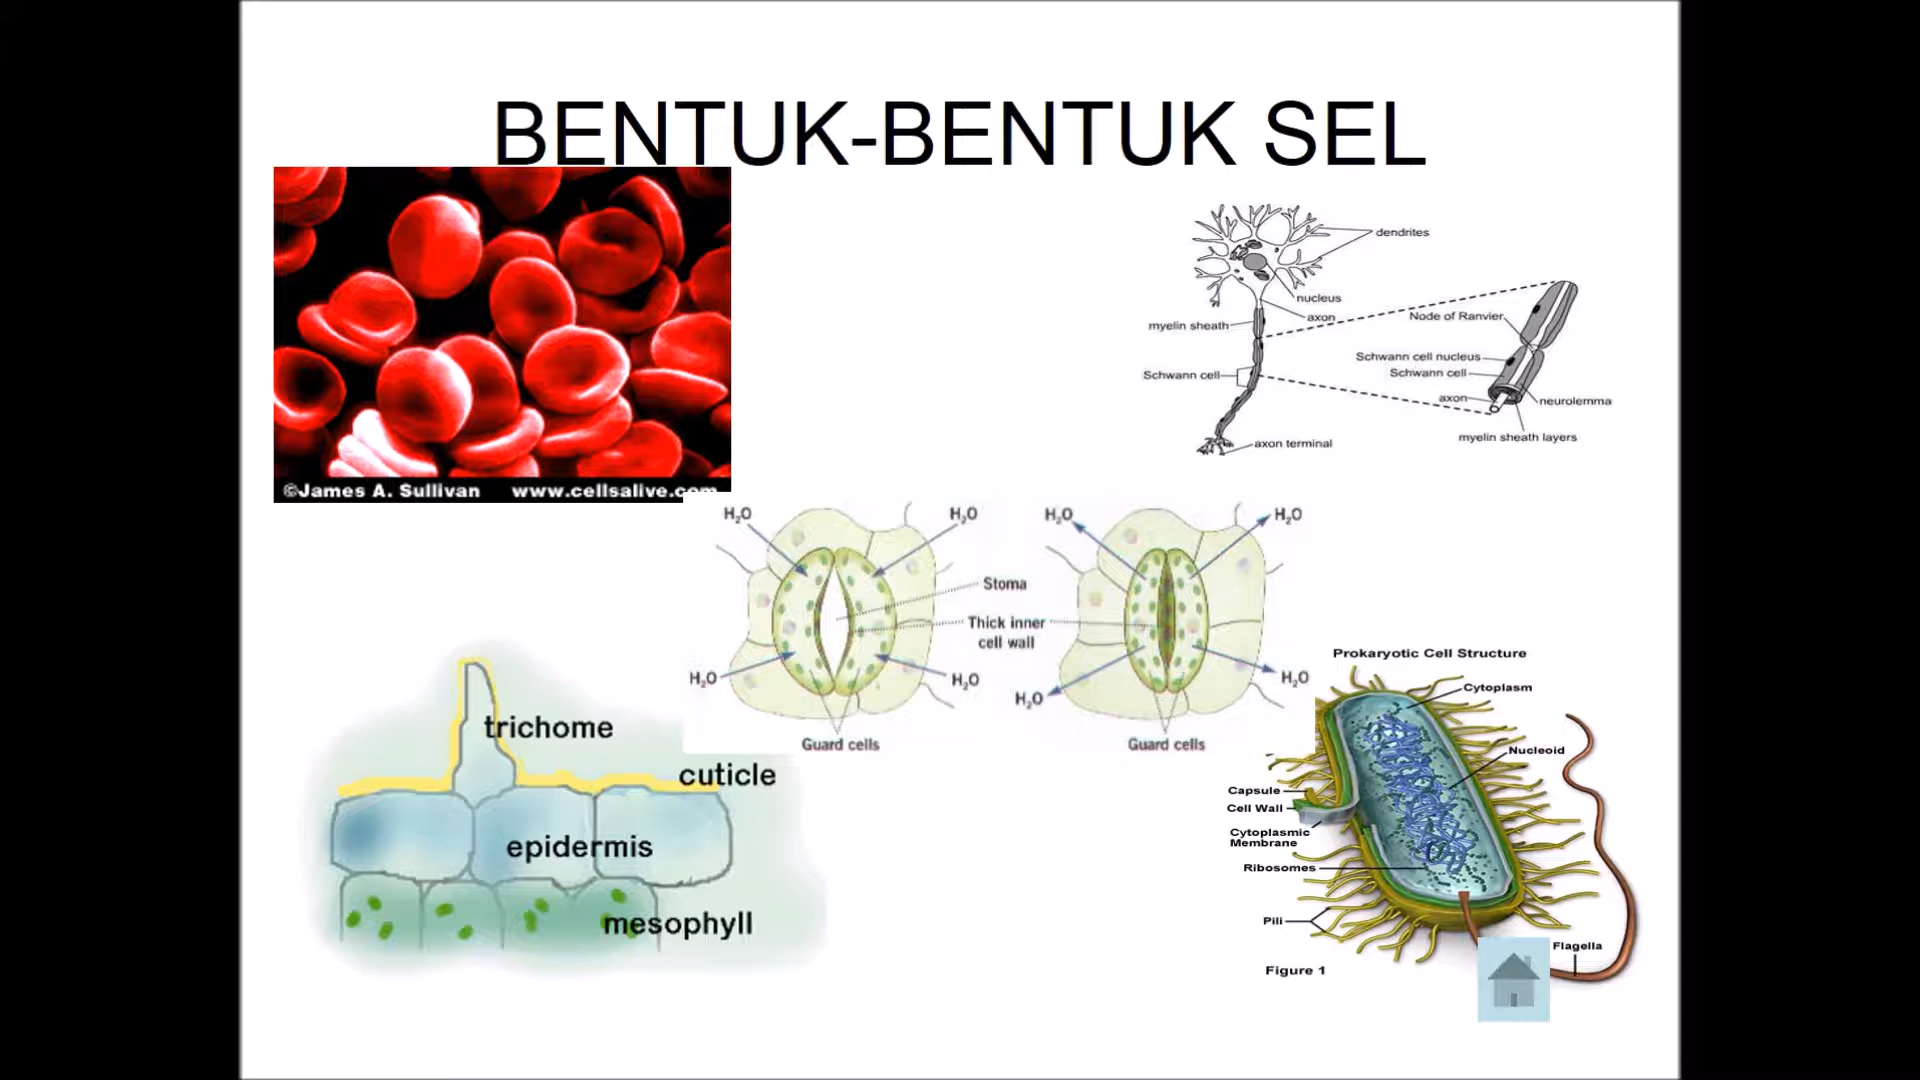 BENTUK-BENTUK SEL
©James A. Sullivan www.cellsalive.com
dendrites
nucleus
axon
myelin sheath
Schwann cell
axon terminal
Node of Ranvier
Schwann cell nucleus
Schwann cell
axon
neurolemma
myelin sheath layers
H₂O
H₂O
H₂O
H₂O
Stoma
Thick inner
cell wall
H₂O
H₂O
H₂O
H₂O
Guard cells
Guard cells
trichome
cuticle
epidermis
mesophyll
Prokaryotic Cell Structure
Cytoplasm
Nucleoid
Capsule
Cell Wall
Cytoplasmic
Membrane
Ribosomes
Pili
Flagella
Figure 1